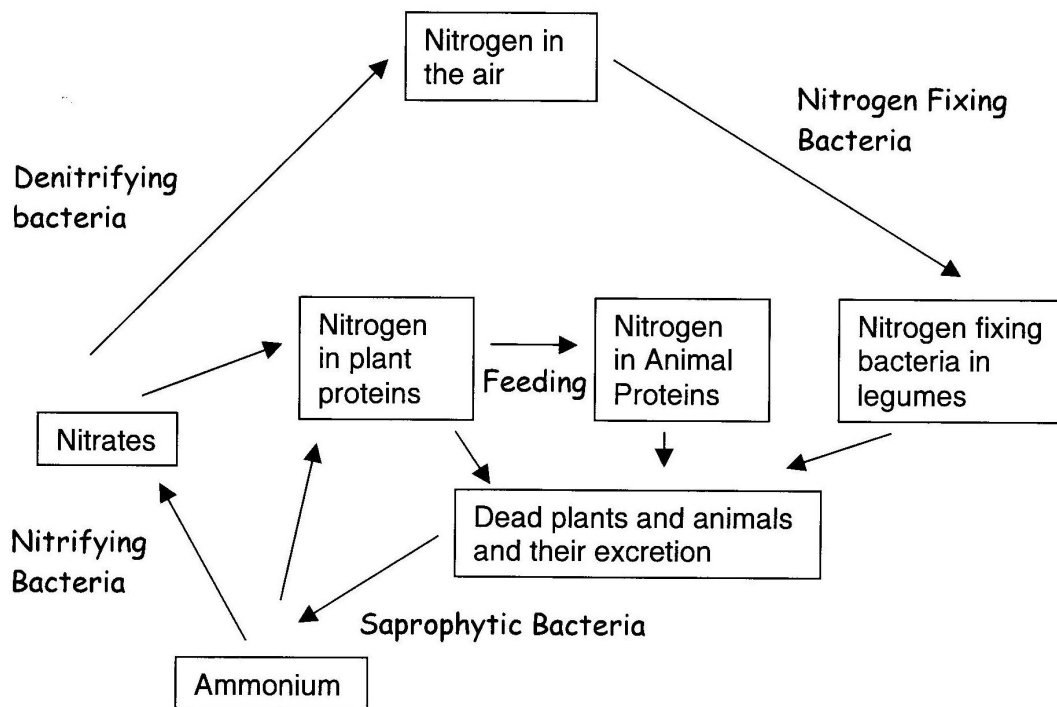 Nitrogen in
the air
Nitrogen Fixing
Bacteria
Denitrifying
bacteria
Nitrogen
in plant
proteins
Feeding
Nitrogen
in Animal
Proteins
Nitrogen fixing
bacteria in
legumes
Nitrates
Dead plants and animals
and their excretion
Nitrifying
Bacteria
Saprophytic Bacteria
Ammonium